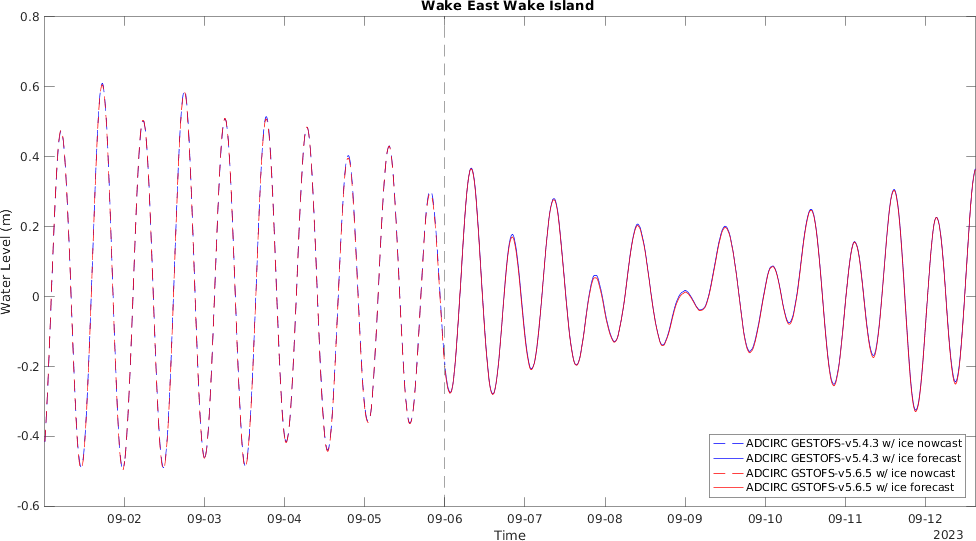 Wake East Wake Island
0.8
0.6
0.4
0.2
0
-0.2
-0.4
-0.6
Water Level (m)
ADCIRC GESTOFS-v5.4.3 w/ ice nowcast
ADCIRC GESTOFS-v5.4.3 w/ ice forecast
ADCIRC GSTOFS-v5.6.5 w/ ice nowcast
ADCIRC GSTOFS-v5.6.5 w/ ice forecast
09-02 09-03 09-04 09-05 09-06 09-07 09-08 09-09 09-10 09-11 09-12
Time
2023